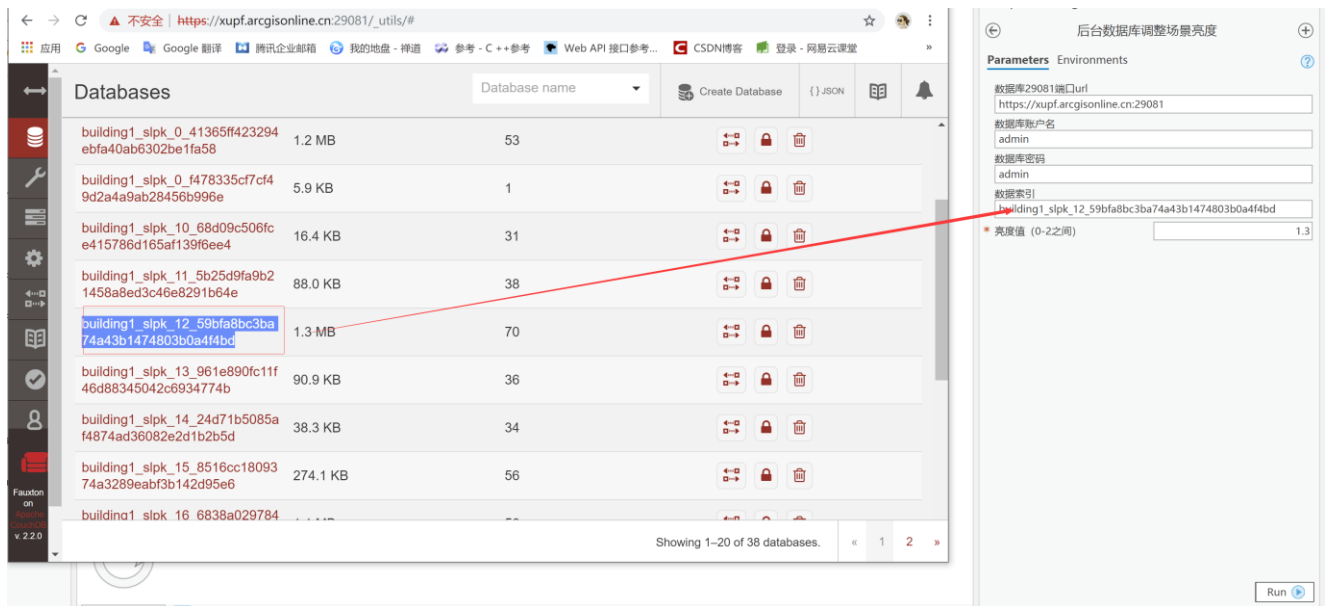 不安全 | https://xupf.arcgisonline.cn:29081/_utils/#
应用 Google Google 翻译 腾讯企业邮箱 我的地盘 - 禅道 参考 - C ++参考 Web API 接口参考... CSDN博客 登录 - 网易云课堂 »
Databases Database name Create Database { } JSON
building1_slpk_0_41365ff423294
ebfa40ab6302be1fa58 1.2 MB 53
building1_slpk_0_f478335cf7cf4
9d2a4a9ab28456b996e 5.9 KB 1
building1_slpk_10_68d09c506fc
e415786d165af139f6ee4 16.4 KB 31
building1_slpk_11_5b25d9fa9b2
1458a8ed3c46e8291b64e 88.0 KB 38
building1_slpk_12_59bfa8bc3ba
74a43b1474803b0a4f4bd 1.3 MB 70
building1_slpk_13_961e890fc11f
46d88345042c6934774b 90.9 KB 36
building1_slpk_14_24d71b5085a
f4874ad36082e2d1b2b5d 38.3 KB 34
building1_slpk_15_8516cc18093
74a3289eabf3b142d95e6 274.1 KB 56
building1_slpk_16_6838a029784
Showing 1–20 of 38 databases. « 1 2 »
Fauxton
on
Apache
CouchDB
v. 2.2.0
后台数据库调整场景亮度
Parameters Environments
数据库29081端口url
https://xupf.arcgisonline.cn:29081
数据库账户名
admin
数据库密码
admin
数据索引
building1_slpk_12_59bfa8bc3ba74a43b1474803b0a4f4bd
* 亮度值（0-2之间） 1.3
Run